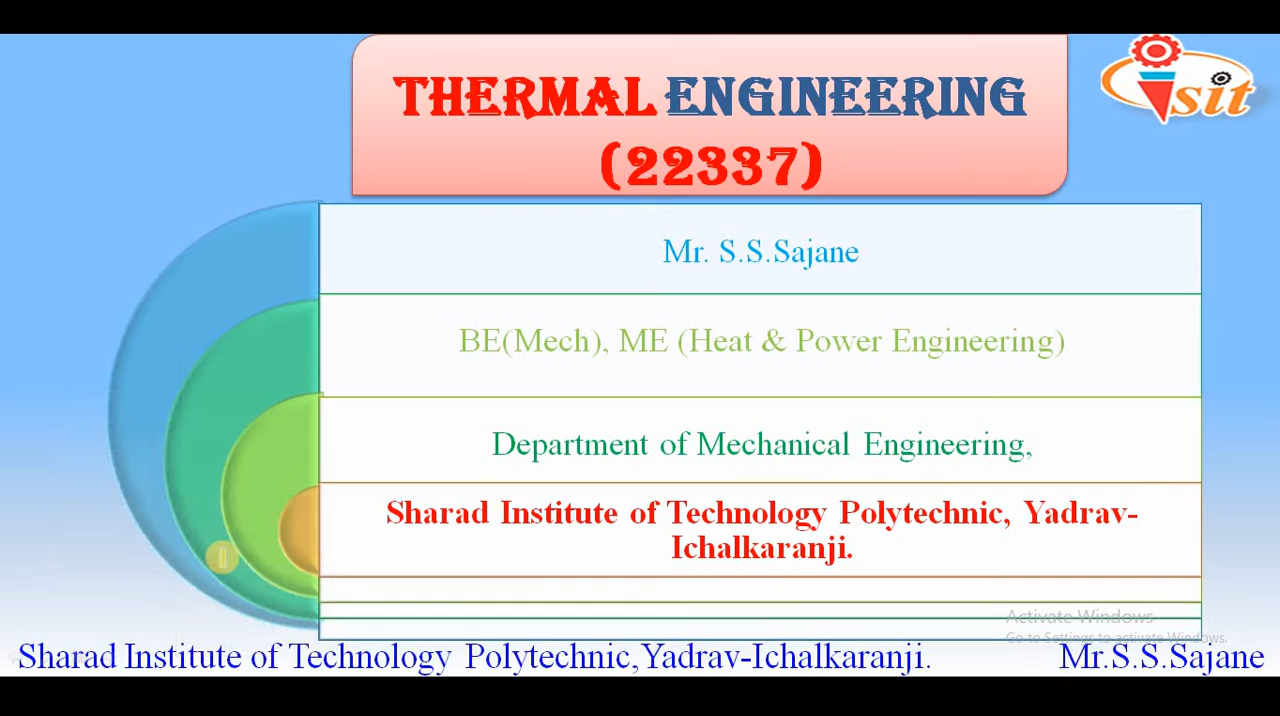 THERMAL ENGINEERING
(22337)
sit
Mr. S.S.Sajane
BE(Mech), ME (Heat & Power Engineering)
Department of Mechanical Engineering,
Sharad Institute of Technology Polytechnic, Yadrav-
Ichalkaranji.
Activate Windows
Go to Settings to activate Windows.
Sharad Institute of Technology Polytechnic,Yadrav-Ichalkaranji.
Mr.S.S.Sajane